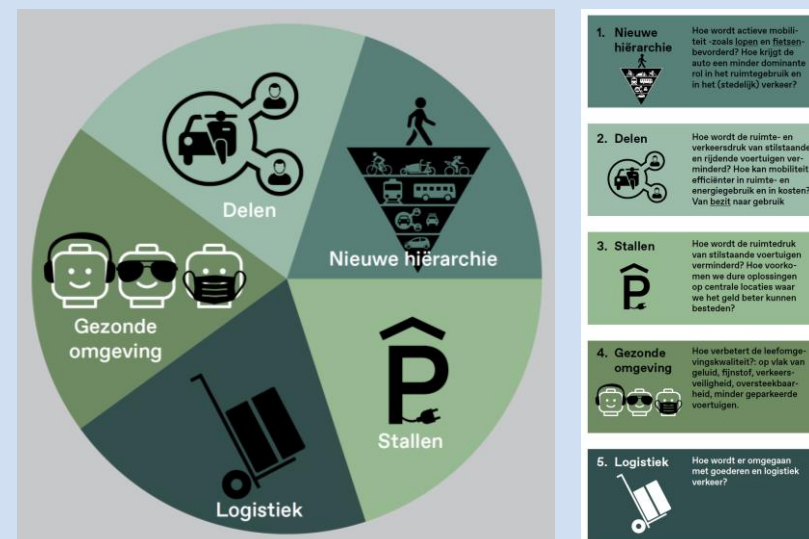 Delen
Nieuwe hiërarchie
Gezonde
omgeving
P
Stallen
Logistiek
1. Nieuwe
hiërarchie
Hoe wordt actieve mobili-
teit -zoals lopen en fietsen-
bevorderd? Hoe krijgt de
auto een minder dominante
rol in het ruimtegebruik en
in het (stedelijk) verkeer?
2. Delen
Hoe wordt de ruimte- en
verkeersdruk van stilstaande
en rijdende voertuigen ver-
minderd? Hoe kan mobiliteit
efficiënter in ruimte- en
energiegebruik en in kosten?
Van bezit naar gebruik
3. Stallen
P
Hoe wordt de ruimtedruk
van stilstaande voertuigen
verminderd? Hoe voorko-
men we dure oplossingen
op centrale locaties waar
we het geld beter kunnen
besteden?
4. Gezonde
omgeving
Hoe verbetert de leefomge-
vingskwaliteit?: op vlak van
geluid, fijnstof, verkeers-
veiligheid, oversteekbaar-
heid, minder geparkeerde
voertuigen.
5. Logistiek
Hoe wordt er omgegaan
met goederen en logistiek
verkeer?